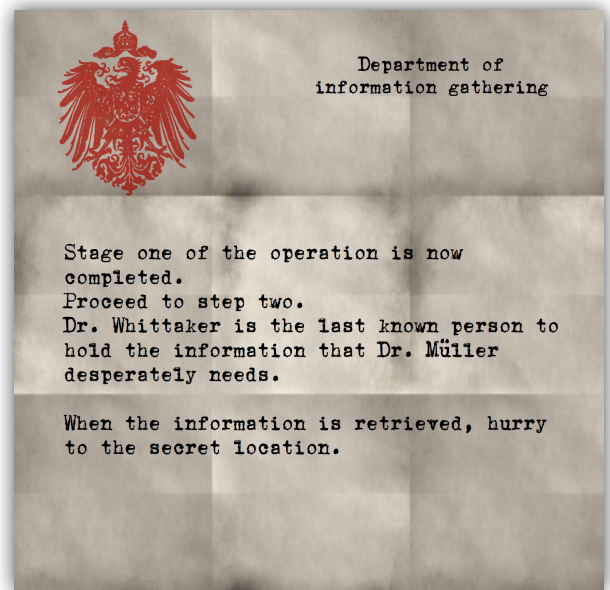 Department of
information gathering
Stage one of the operation is now
completed.
Proceed to step two.
Dr. Whittaker is the last known person to
hold the information that Dr. Müller
desperately needs.
When the information is retrieved, hurry
to the secret location.